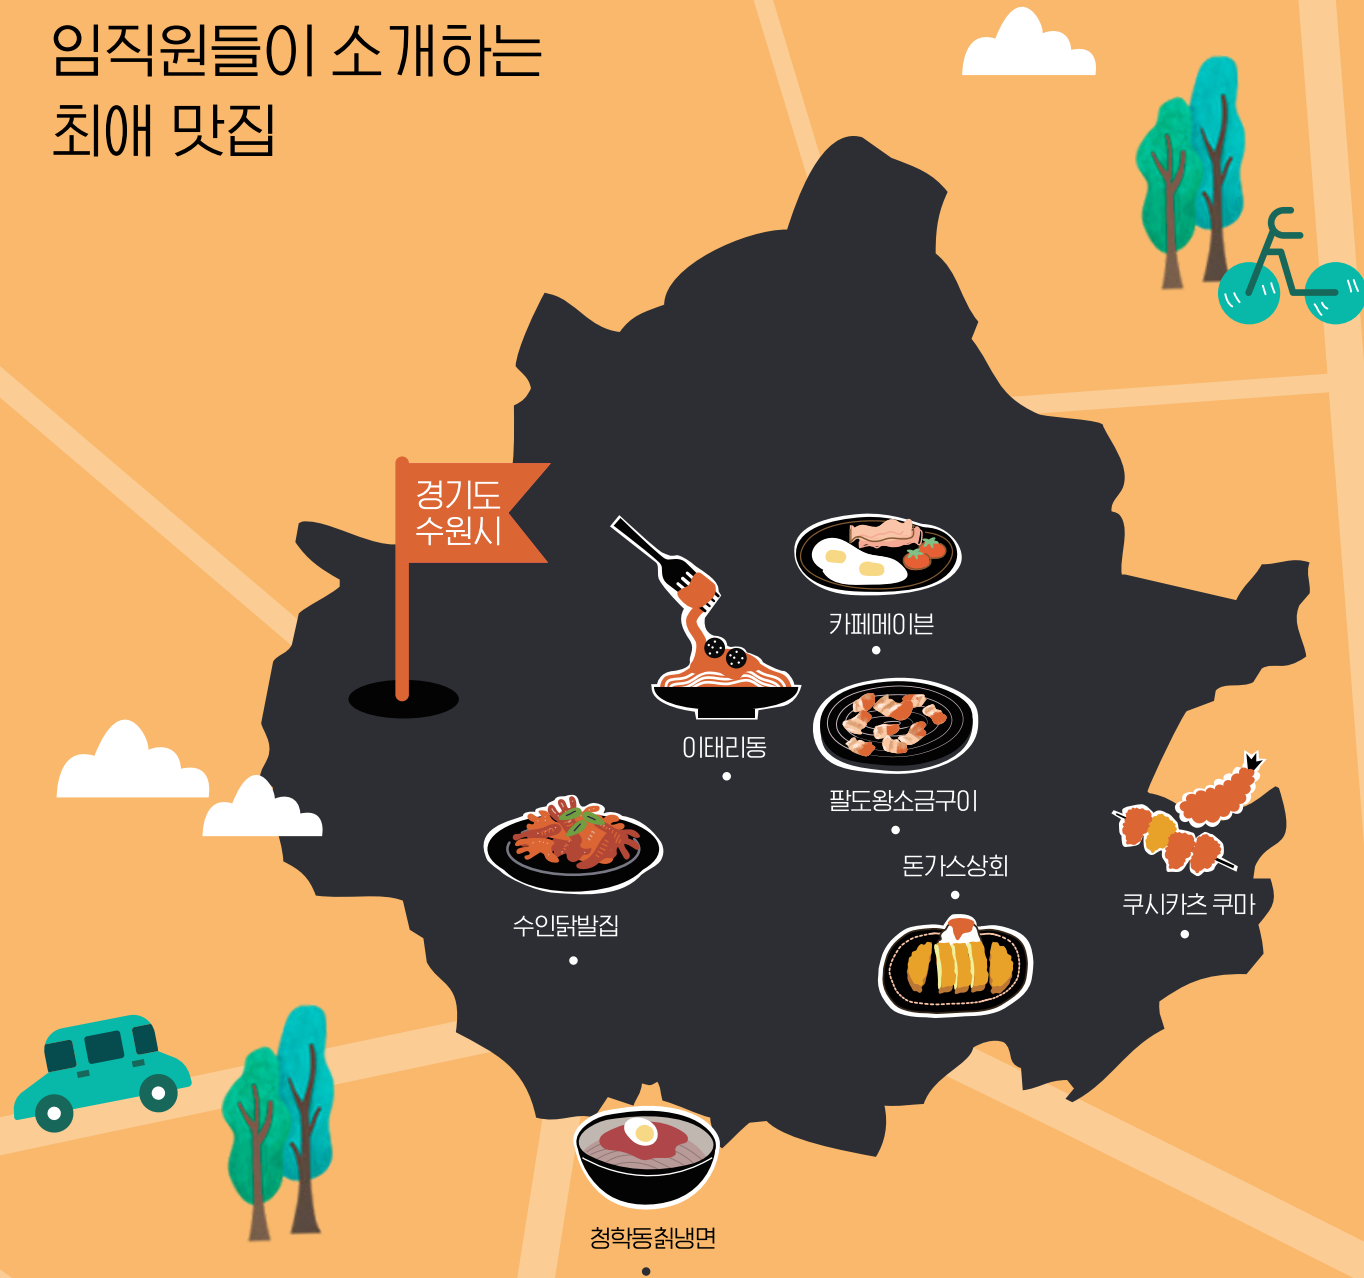 임직원들이 소개하는
최애 맛집
경기도
수원시
카페메이븐
이태리동
팔도왕소금구이
돈가스상회
쿠시카츠 쿠마
수인닭발집
청학동칡냉면